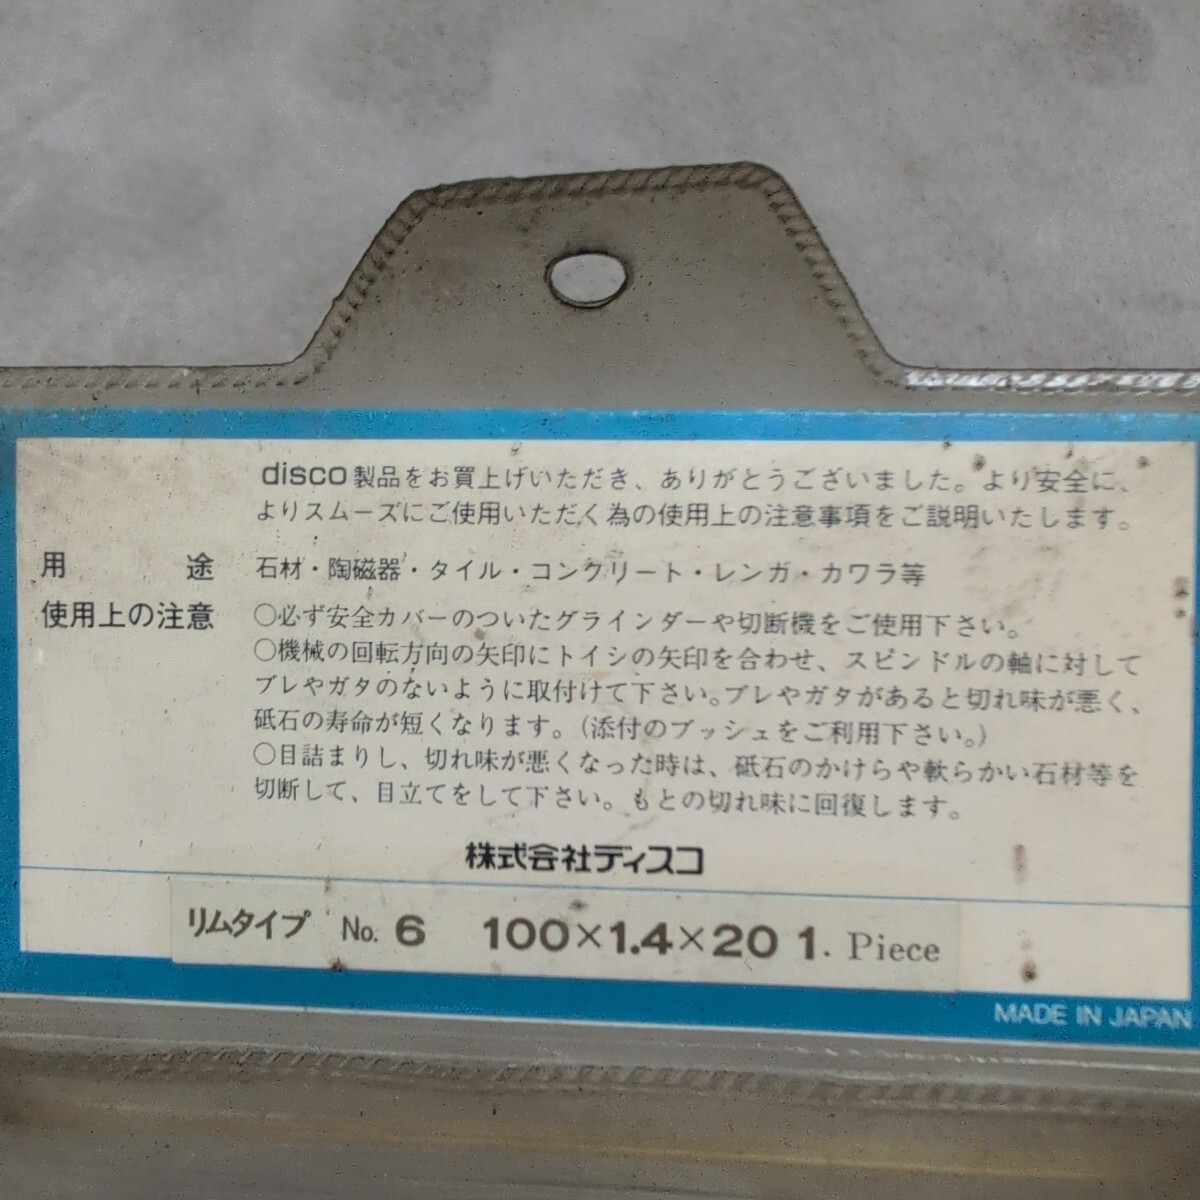 disco製品をお買上げいただき、ありがとうございました。より安全に、
よりスムーズにご使用いただく為の使用上の注意事項をご説明いたします。
用途 石材・陶磁器・タイル・コンクリート・レンガ・カワラ等
使用上の注意 〇必ず安全カバーのついたグラインダーや切断機をご使用下さい。
〇機械の回転方向の矢印にトイシの矢印を合わせ、スピンドルの軸に対して
ブレやガタのないように取付けて下さい。ブレやガタがあると切れ味が悪く、
砥石の寿命が短くなります。(添付のブッシュをご利用下さい。)
〇目詰まりし、切れ味が悪くなった時は、砥石のかけらや軟らかい石材等を
切断して、目立てをして下さい。もとの切れ味に回復します。
株式会社ディスコ
リムタイプ No. 6 100×1.4×20 1. Piece
MADE IN JAPAN